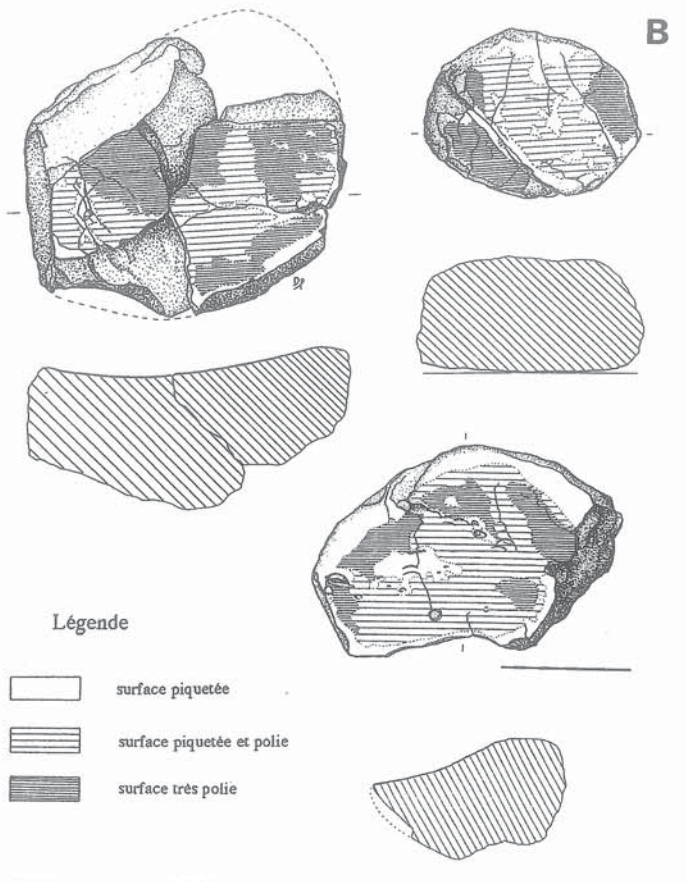 B
Légende
surface piquetée
surface piquetée et polie
surface très polie